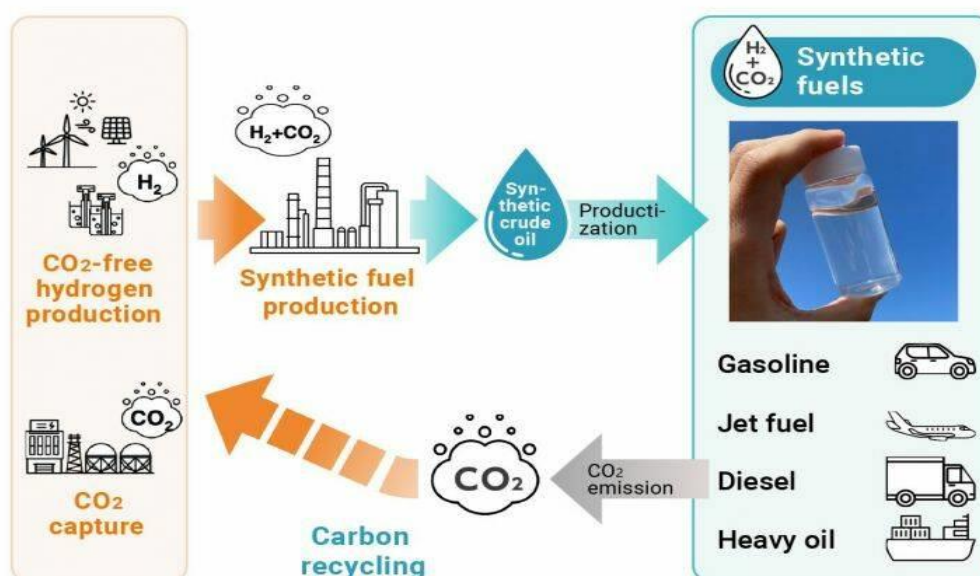 H₂
CO₂-free
hydrogen
production
CO₂
CO₂
capture
H₂+CO₂
Synthetic fuel
production
Syn-
thetic
crude
oil
Producti-
zation
H₂
+
CO₂
Synthetic
fuels
Gasoline
Jet fuel
Diesel
Heavy oil
CO₂
emission
CO₂
Carbon
recycling